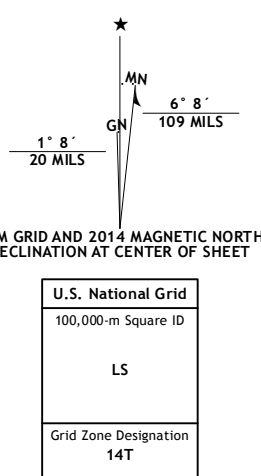 ★
MN
GN
6° 8´
109 MILS
1° 8´
20 MILS
M GRID AND 2014 MAGNETIC NORTH
ECLINATION AT CENTER OF SHEET
U.S. National Grid
100,000-m Square ID
LS
Grid Zone Designation
14T